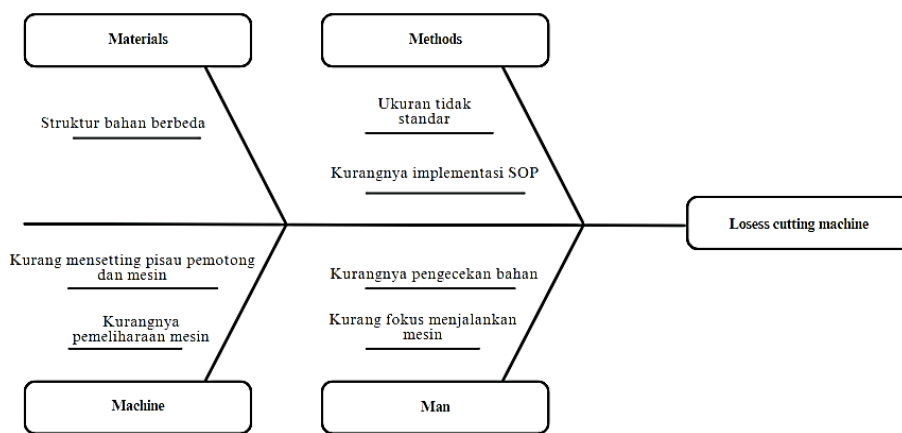 Materials
Methods
Struktur bahan berbeda
Ukuran tidak
standar
Kurangnya implementasi SOP
Losess cutting machine
Kurang mensetting pisau pemotong
dan mesin
Kurangnya
pemeliharaan mesin
Kurangnya pengecekan bahan
Kurang fokus menjalankan
mesin
Machine
Man